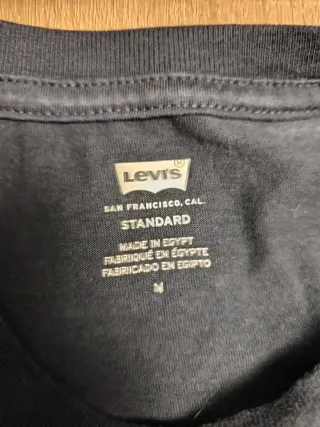 Levi's®
SAN FRANCISCO, CAL.
STANDARD
MADE IN EGYPT
FABRIQUÉ EN ÉGYPTE
FABRICADO EN EGIPTO
M